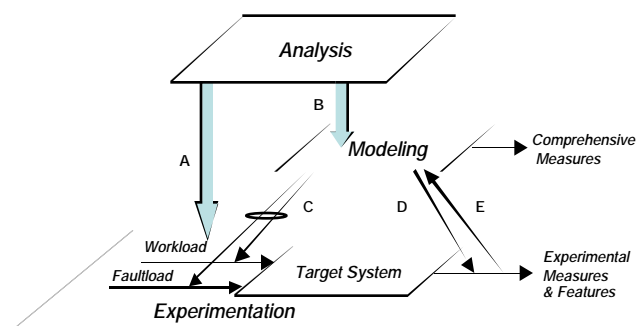 Analysis
B
Modeling
Comprehensive
Measures
A
C
D
E
Workload
Faultload
Target System
Experimental
Measures
& Features
Experimentation